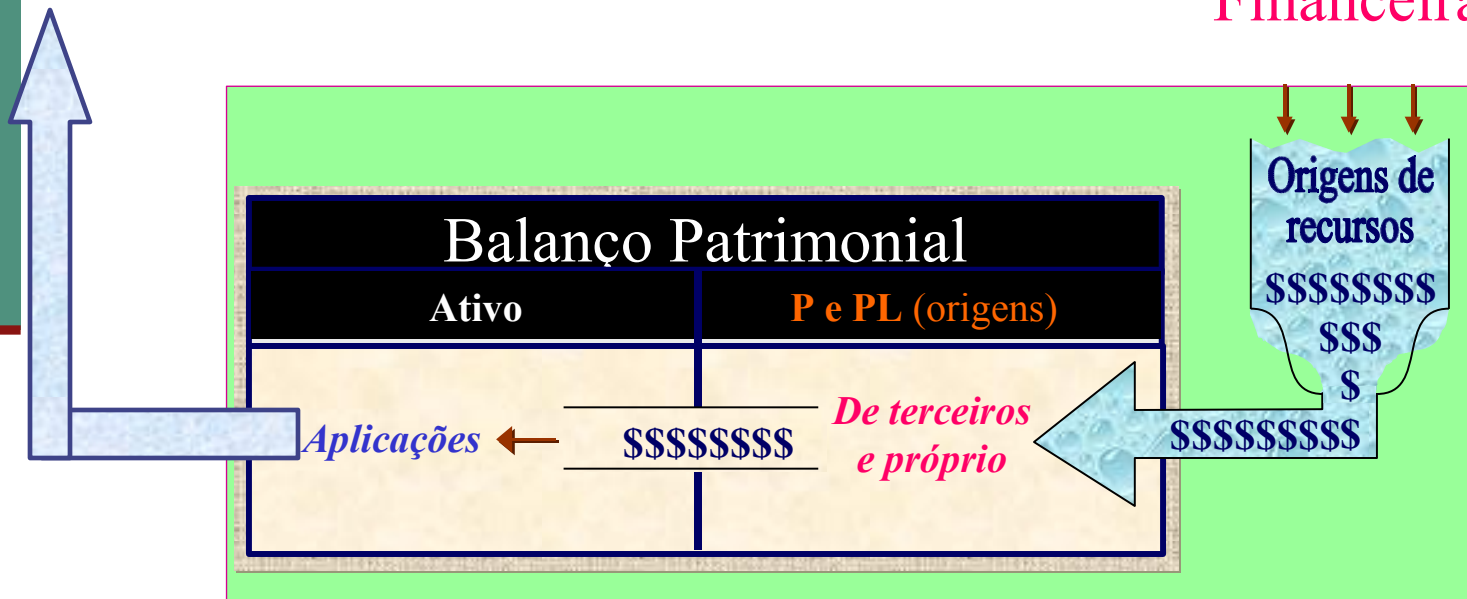 Financeira
Balanço Patrimonial
Ativo
P e PL (origens)
Origens de
recursos
$$$$$$$$
$$$
$
$$$$$$$$$
De terceiros
e próprio
$$$$$$$$
Aplicações